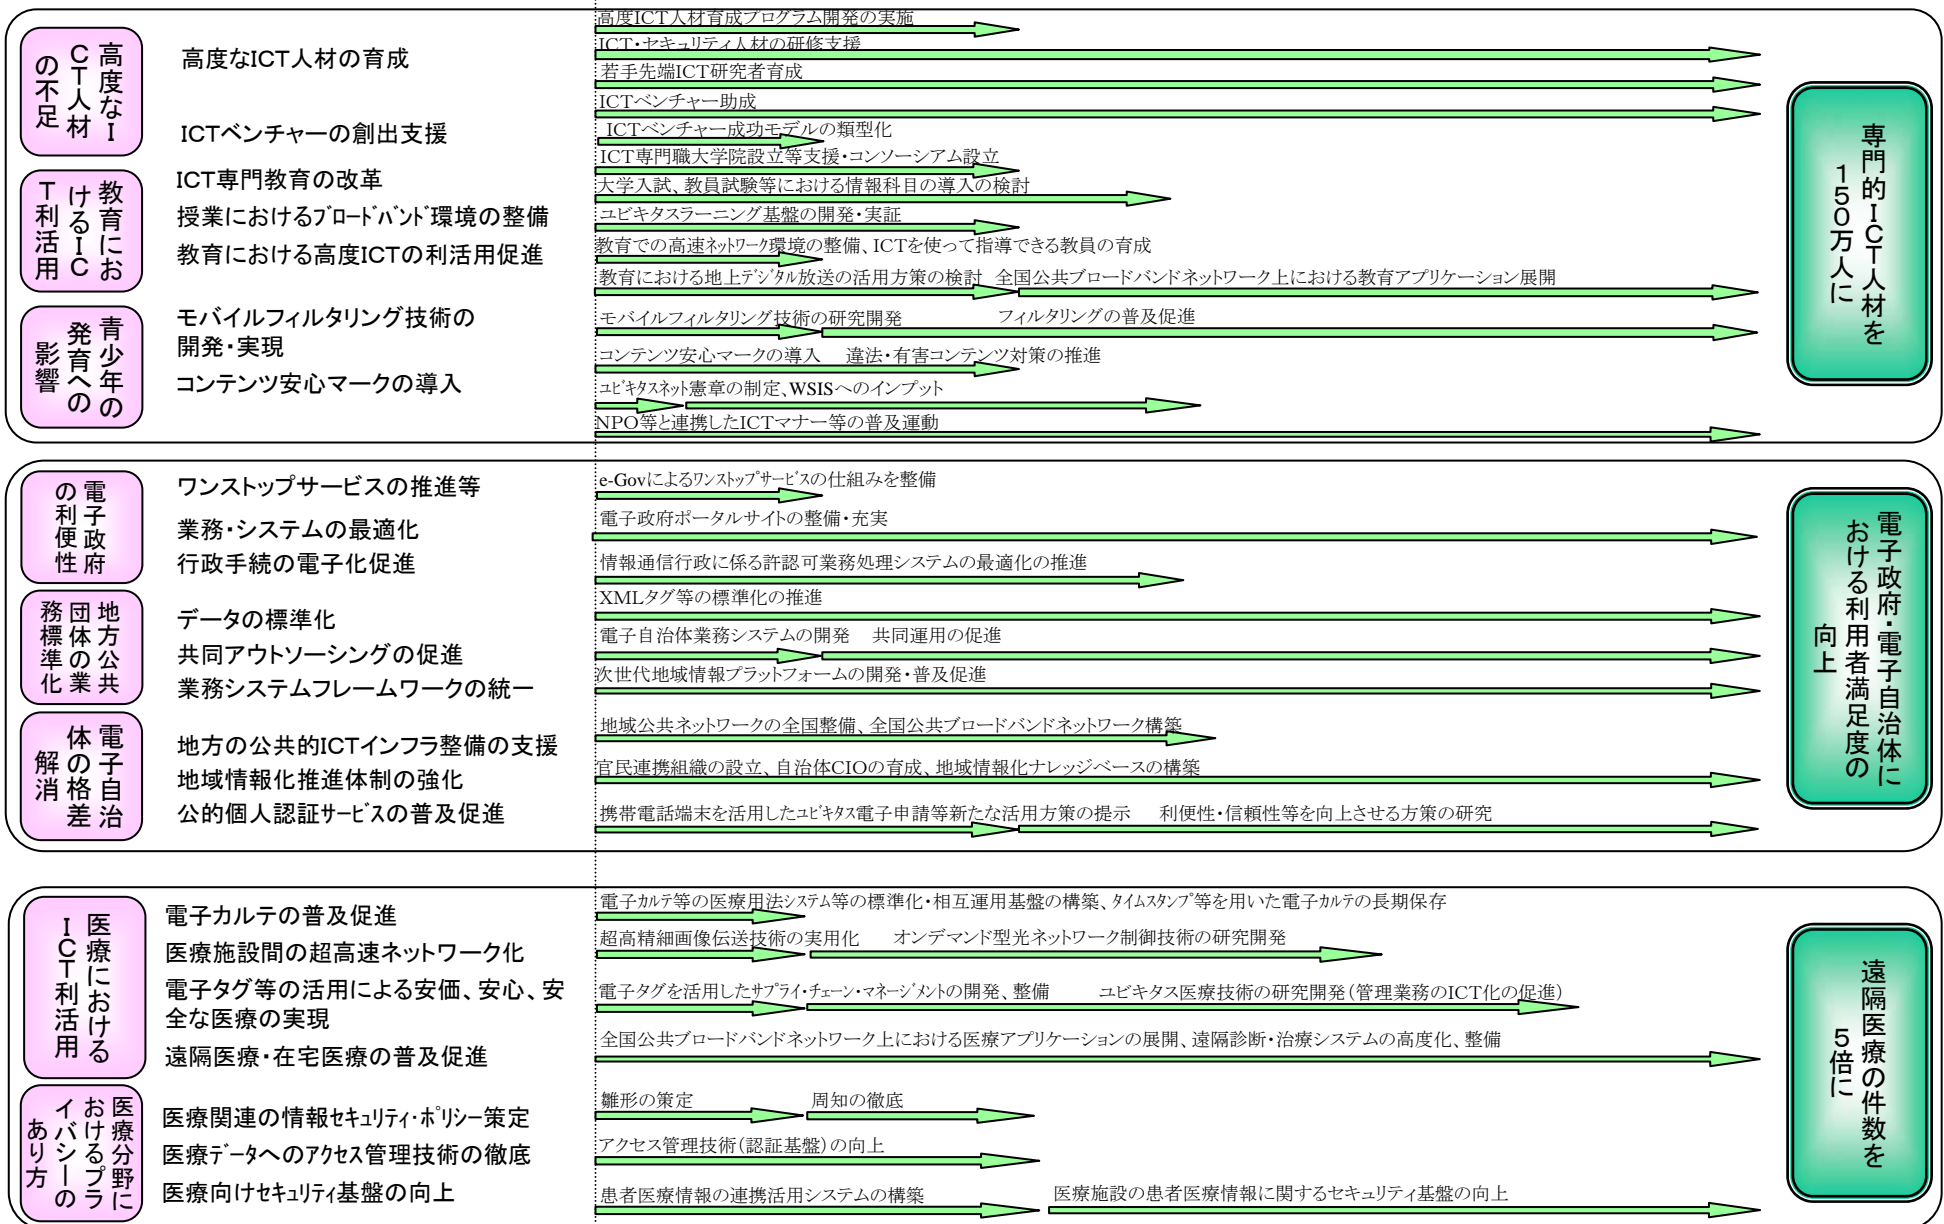 高度なI
CT人材
の不足
高度なICT人材の育成
ICTベンチャーの創出支援
高度ICT人材育成プログラム開発の実施
ICT・セキュリティ人材の研修支援
若手先端ICT研究者育成
ICTベンチャー助成
ICTベンチャー成功モデルの類型化
ICT専門職大学院設立等支援・コンソーシアム設立
教育にお
けるIC
T利活用
ICT専門教育の改革
授業におけるブロードバンド環境の整備
教育における高度ICTの利活用促進
大学入試、教員試験等における情報科目の導入の検討
ユビキタスラーニング基盤の開発・実証
教育での高速ネットワーク環境の整備、ICTを使って指導できる教員の育成
教育における地上デジタル放送の活用方策の検討　全国公共ブロードバンドネットワーク上における教育アプリケーション展開
青少年の
発育への
影響
モバイルフィルタリング技術の
開発・実現
コンテンツ安心マークの導入
モバイルフィルタリング技術の研究開発　フィルタリングの普及促進
コンテンツ安心マークの導入　違法・有害コンテンツ対策の推進
ユビキタスネット憲章の制定、WSISへのインプット
NPO等と連携したICTマナー等の普及運動
専門的ICT人材を
150万人に
電子政府
の利便性
ワンストップサービスの推進等
業務・システムの最適化
行政手続の電子化促進
e-Govによるワンストップサービスの仕組みを整備
電子政府ポータルサイトの整備・充実
情報通信行政に係る許認可業務処理システムの最適化の推進
地方公共
団体の業
務標準化
データの標準化
共同アウトソーシングの促進
業務システムフレームワークの統一
XMLタグ等の標準化の推進
電子自治体業務システムの開発　共同運用の促進
次世代地域情報プラットフォームの開発・普及促進
電子自治
体の格差
解消
地方の公共的ICTインフラ整備の支援
地域情報化推進体制の強化
公的個人認証サービスの普及促進
地域公共ネットワークの全国整備、全国公共ブロードバンドネットワーク構築
官民連携組織の設立、自治体CIOの育成、地域情報化ナレッジベースの構築
携帯電話端末を活用したユビキタス電子申請等新たな活用方策の提示　利便性・信頼性等を向上させる方策の研究
電子政府・電子自治体に
おける利用者満足度の
向上
医療における
ICT利活用
電子カルテの普及促進
医療施設間の超高速ネットワーク化
電子タグ等の活用による安価、安心、安
全な医療の実現
遠隔医療・在宅医療の普及促進
電子カルテ等の医療用法システム等の標準化・相互運用基盤の構築、タイムスタンプ等を用いた電子カルテの長期保存
超高精細画像伝送技術の実用化　オンデマンド型光ネットワーク制御技術の研究開発
電子タグを活用したサプライ・チェーン・マネージメントの開発、整備　ユビキタス医療技術の研究開発（管理業務のICT化の促進）
全国公共ブロードバンドネットワーク上における医療アプリケーションの展開、遠隔診断・治療システムの高度化、整備
医療分野に
おけるプラ
イバシーの
あり方
医療関連の情報セキュリティ・ポリシー策定
医療データへのアクセス管理技術の徹底
医療向けセキュリティ基盤の向上
雛形の策定　周知の徹底
アクセス管理技術（認証基盤）の向上
患者医療情報の連携活用システムの構築　医療施設の患者医療情報に関するセキュリティ基盤の向上
遠隔医療の件数を
5倍に